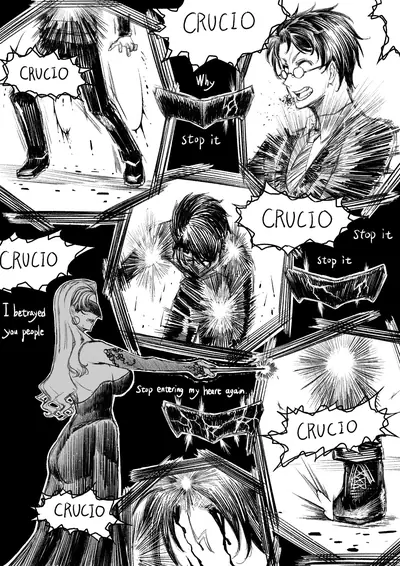 CRUCIO
CRUCIO
Why
stop it
CRUCIO
Stop it
stop it
CRUCIO
I betrayed
you people
Stop entering my heart again
CRUCIO
CRUCIO